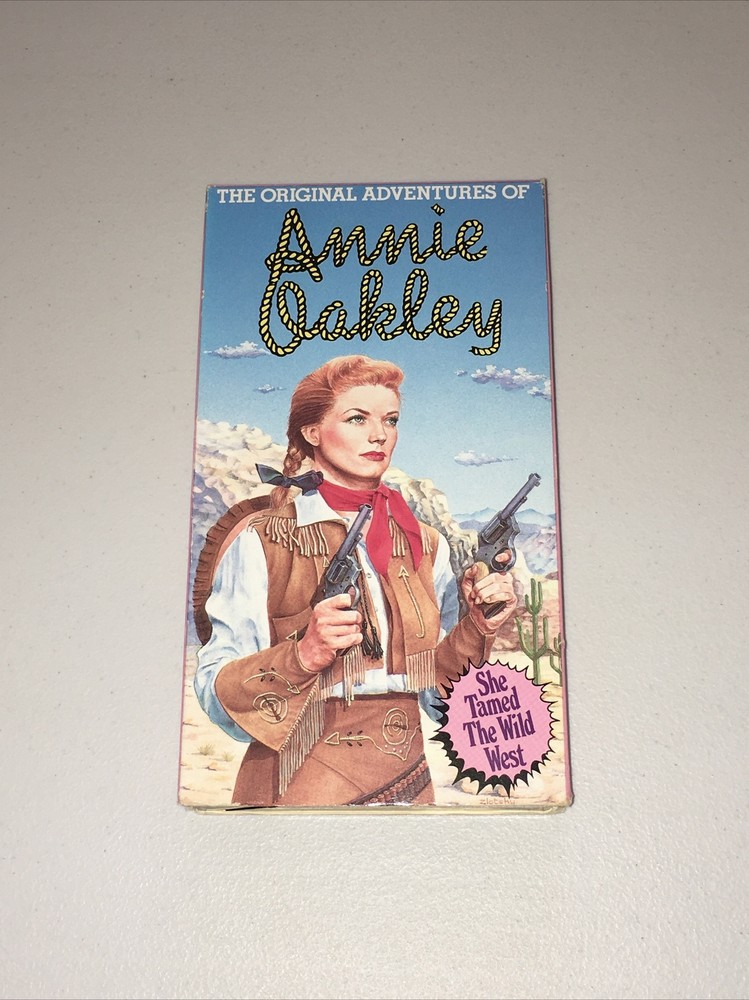 THE ORIGINAL ADVENTURES OF
Annie
Oakley
She
Tamed
The Wild
West